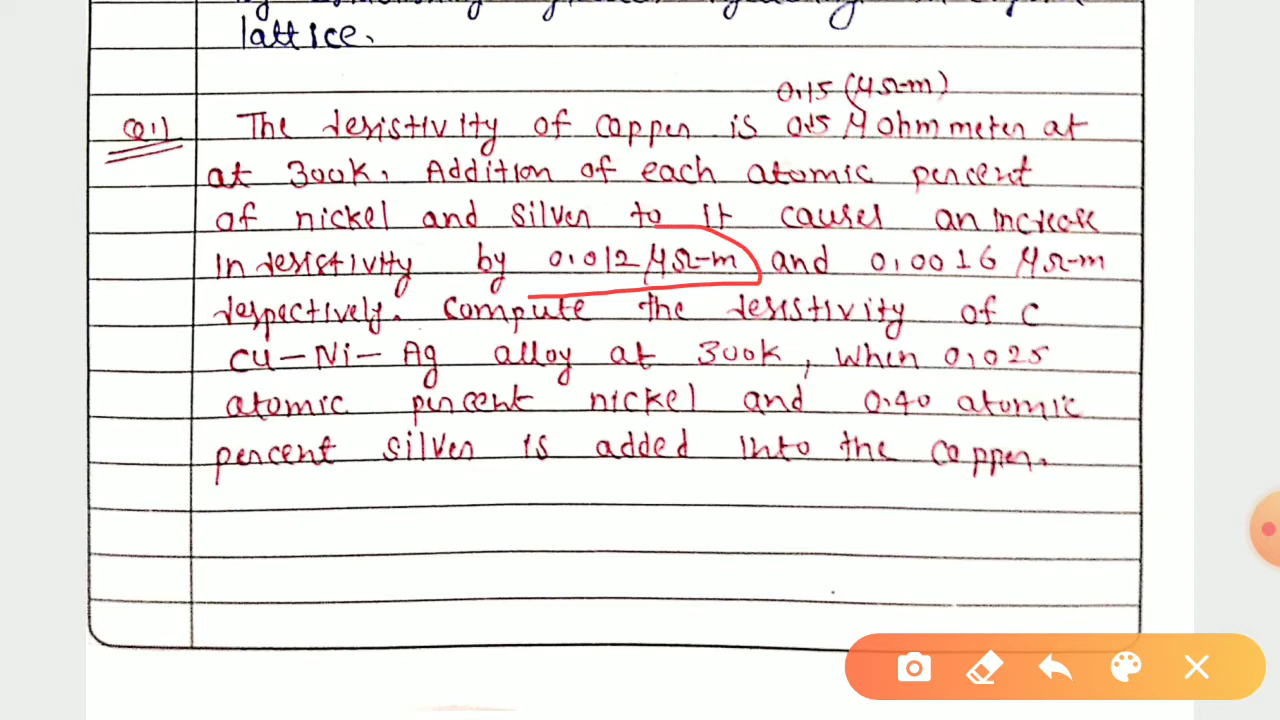 lattice.
0.15 (μΩ-m)
Q.1) The resistivity of copper is 0.15 μ ohm meter at
at 300K. Addition of each atomic percent
of nickel and silver to it causes an increase
in resistivity by 0.012 μΩ-m and 0.0016 μΩ-m
respectively. Compute the resistivity of C
Cu-Ni-Ag alloy at 300K, when 0.025
atomic percent nickel and 0.40 atomic
percent silver is added into the copper.